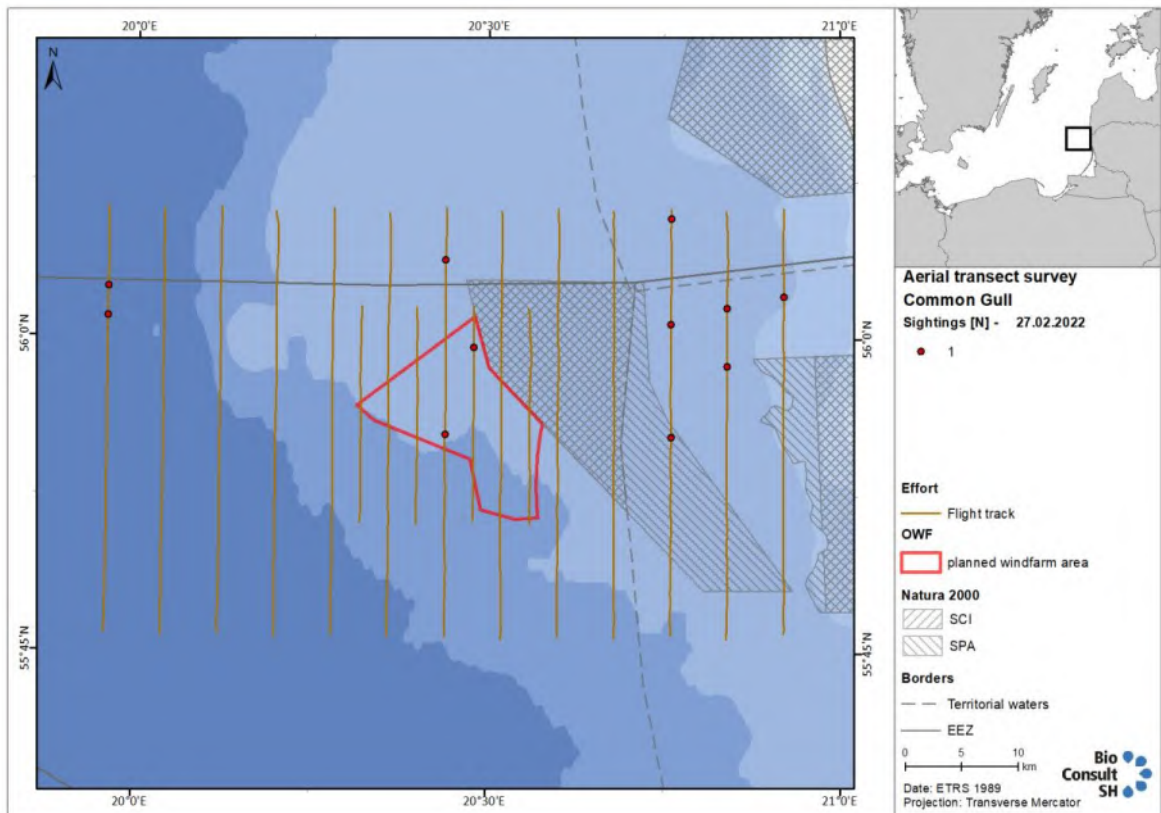 20°0'E
20°30'E
21°0'E
N
56°0'N
56°0'N
55°45'N
55°45'N
20°0'E
20°30'E
21°0'E
Aerial transect survey
Common Gull
Sightings [N] - 27.02.2022
1
Effort
Flight track
OWF
planned windfarm area
Natura 2000
SCI
SPA
Borders
Territorial waters
EEZ
0 5 10
km
Date: ETRS 1989
Projection: Transverse Mercator
Bio
Consult
SH